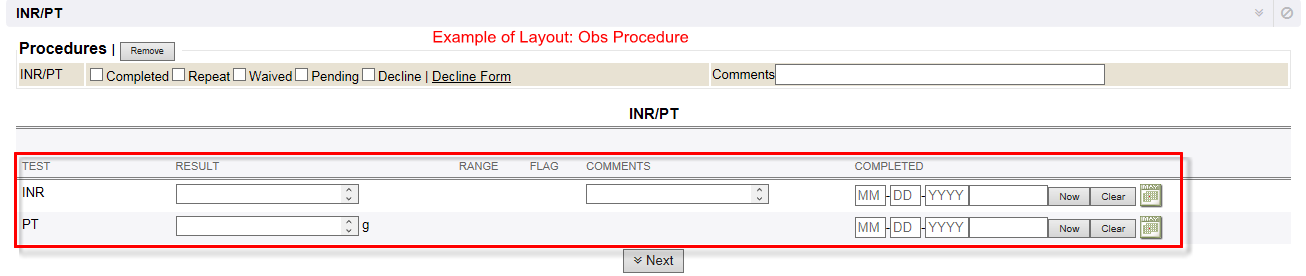 INR/PT
Example of Layout: Obs Procedure
Procedures | Remove
INR/PT Completed Repeat Waived Pending Decline | Decline Form Comments
INR/PT
TEST RESULT RANGE FLAG COMMENTS COMPLETED
INR MM - DD - YYYY Now Clear
PT g MM - DD - YYYY Now Clear
Next